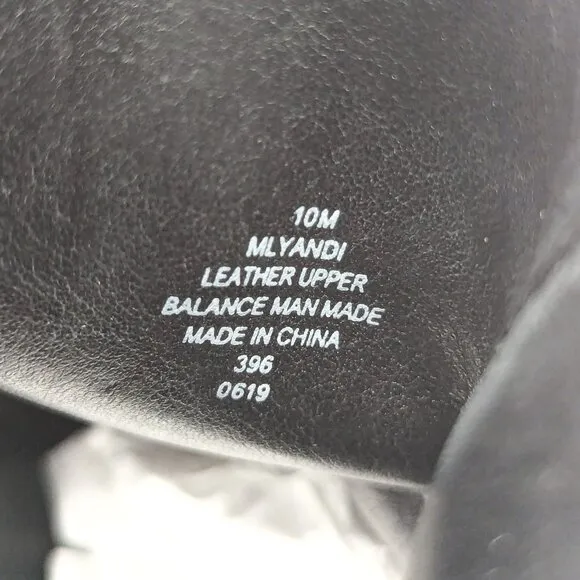 10M
MLYANDI
LEATHER UPPER
BALANCE MAN MADE
MADE IN CHINA
396
0619